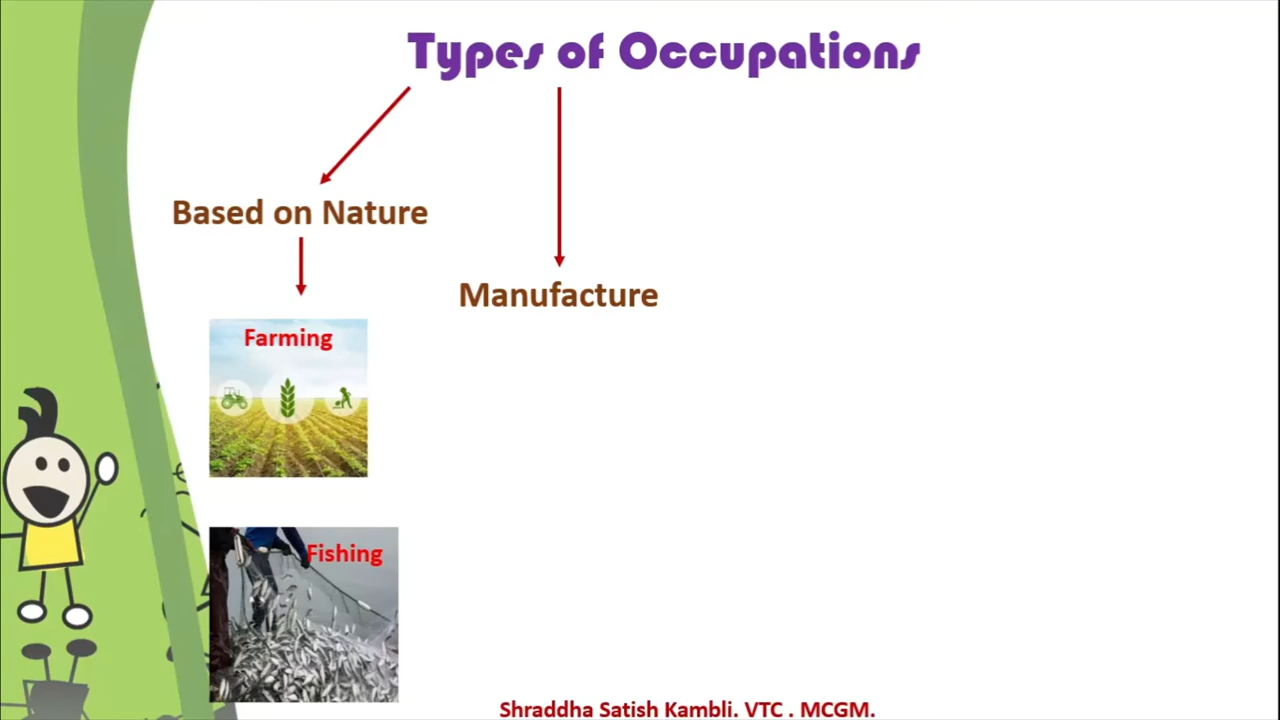 Types of Occupations
Based on Nature
Manufacture
Farming
Fishing
Shraddha Satish Kambli. VTC . MCGM.